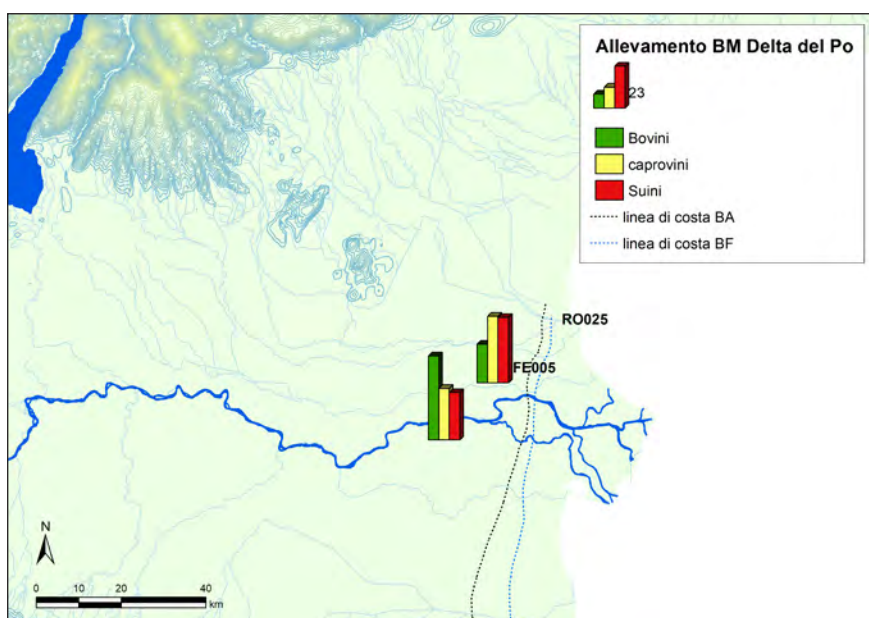 Allevamento BM Delta del Po
23
Bovini
caprovini
Suini
linea di costa BA
linea di costa BF
RO025
FE005
N
0 10 20 40
km